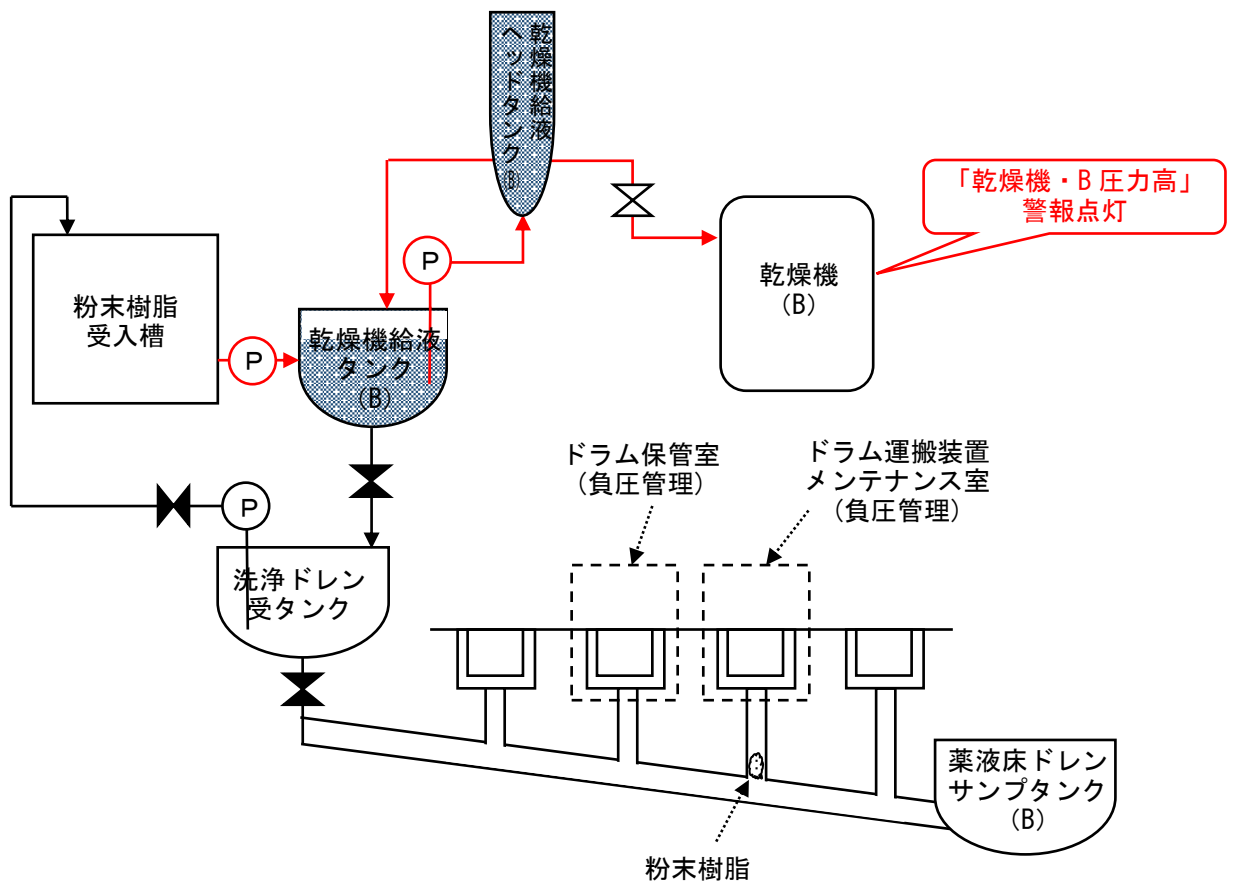 乾燥機給液
ヘッドタンク(B)
「乾燥機・B 圧力高」
警報点灯
P
乾燥機
(B)
粉末樹脂
受入槽
P
乾燥機給液
タンク
(B)
ドラム保管室
(負圧管理)
ドラム運搬装置
メンテナンス室
(負圧管理)
P
洗浄ドレン
受タンク
薬液床ドレン
サンプタンク
(B)
粉末樹脂